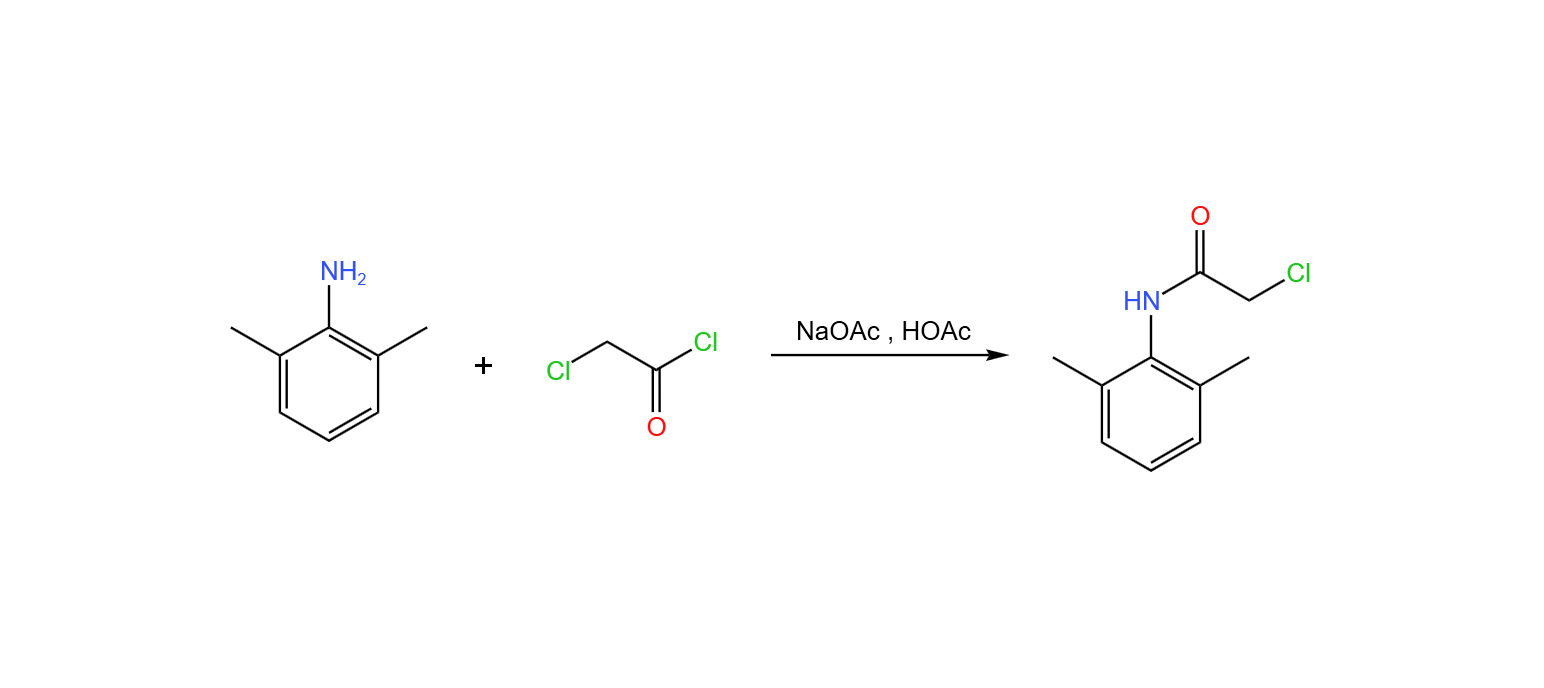 NH₂
+
Cl
Cl
O
NaOAc , HOAc
O
Cl
HN